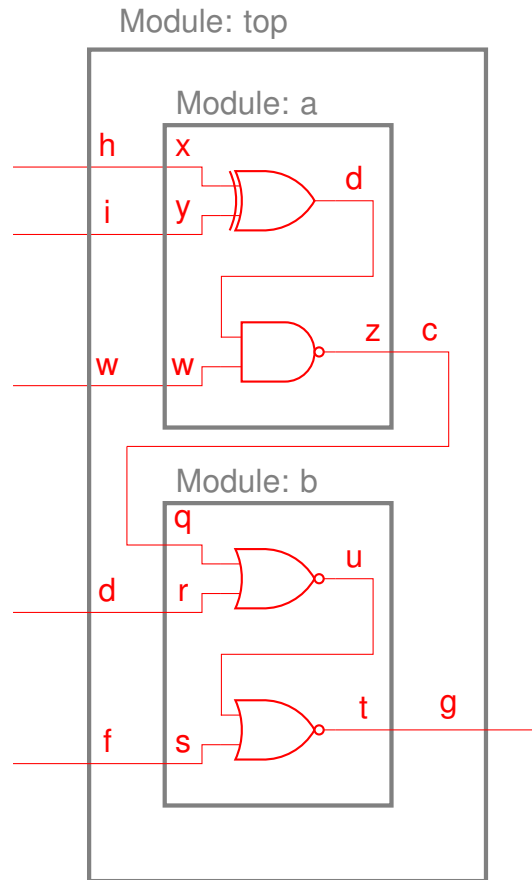 Module: top
Module: a
h x
d
i y
z c
w w
Module: b
q
u
d r
t g
f s